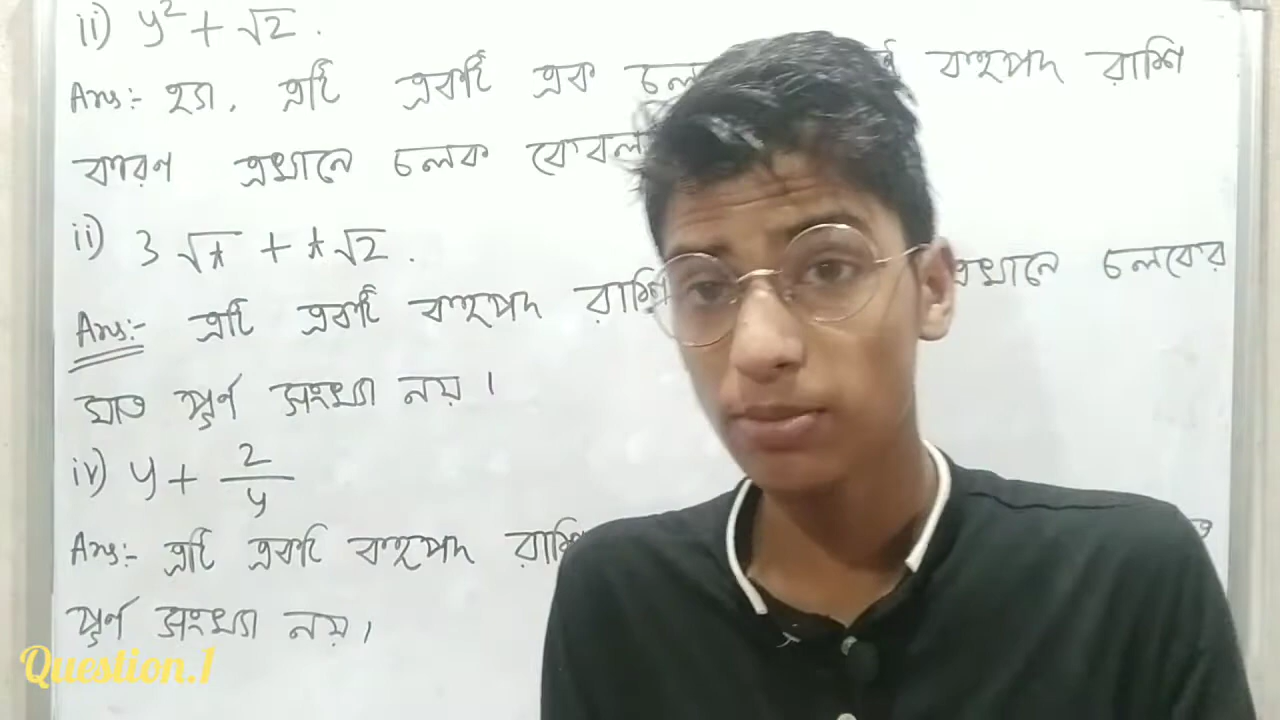 ii) y² + √2 .
Ans:- হ্যা, এটি একটি এক বহুপদ রাশি
কারণ এখানে চলক কেবল
ii) 3 √t + t√2 .
Ans:- এটি একটি বহুপদ রাশি এখানে চলকের
ঘাত পূর্ণ সংখ্যা নয় ।
iv) y + 2/y
Ans:- এটি একটি বহুপদ রাশি
পূর্ণ সংখ্যা নয় ।
Question.1